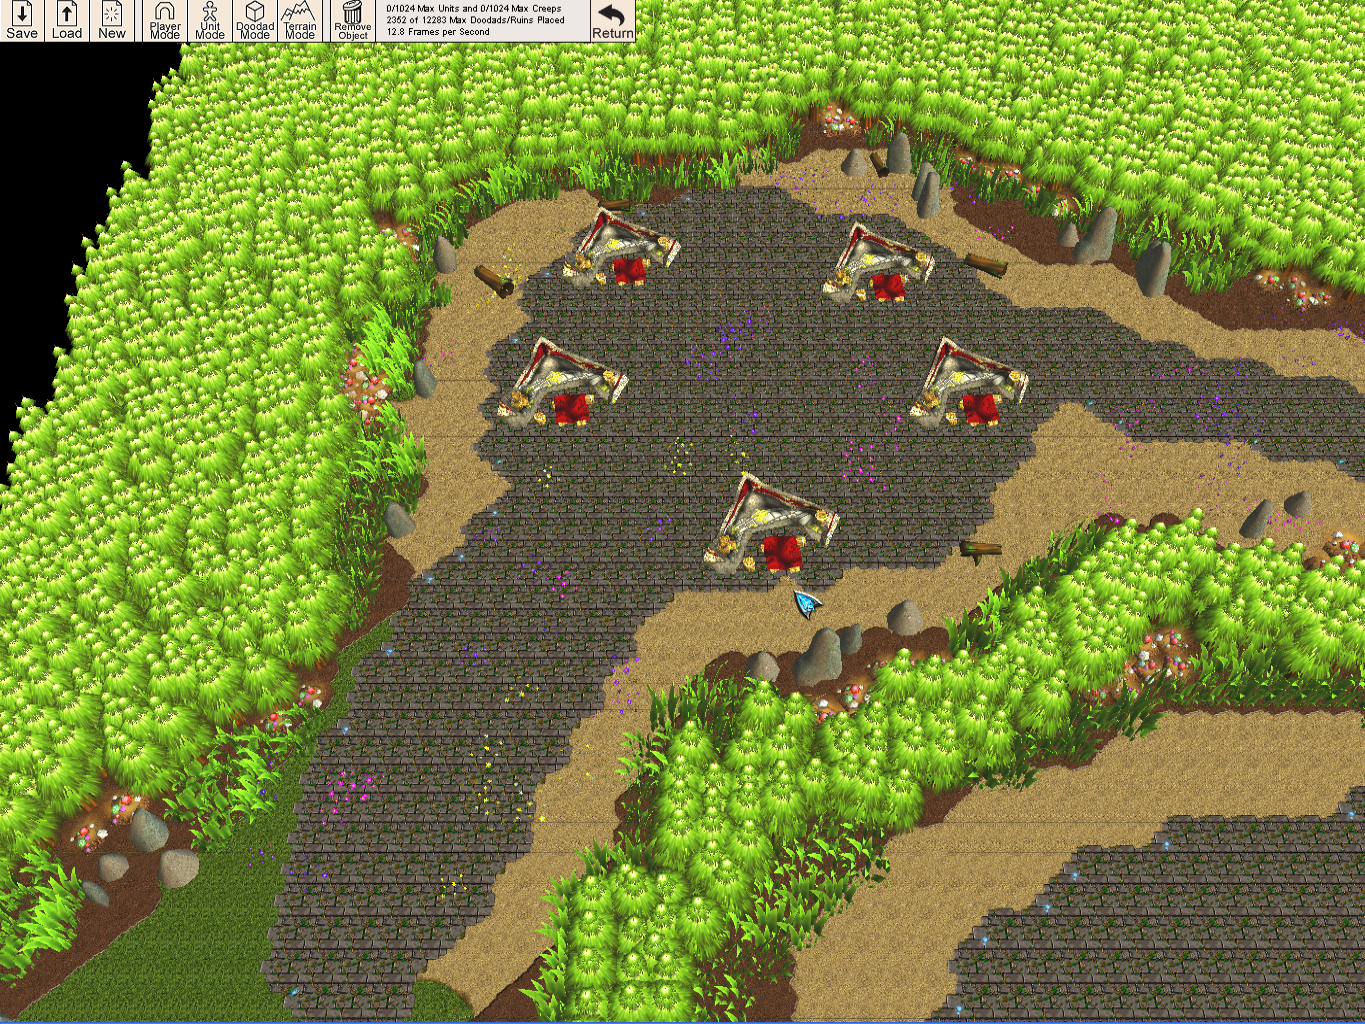 Save
Load
New
Player Mode
Unit Mode
Doodad Mode
Terrain Mode
Remove Object
0/1024 Max Units and 0/1024 Max Creeps
2352 of 12283 Max Doodads/Ruins Placed
12.8 Frames per Second
Return